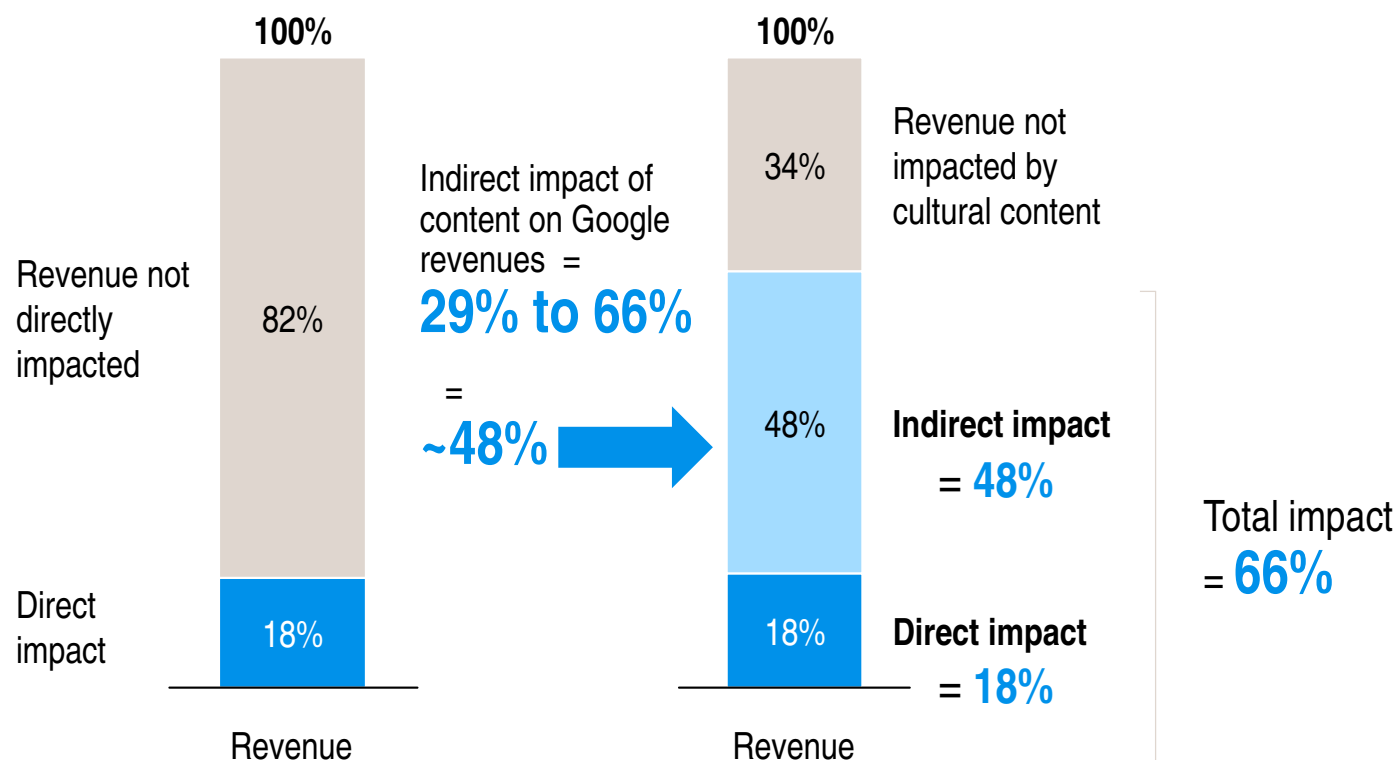 100%
Revenue not
directly
impacted
82%
Direct
impact
18%
Revenue
Indirect impact of
content on Google
revenues =
29% to 66%
=
~48%
100%
34%
Revenue not
impacted by
cultural content
48%
Indirect impact
= 48%
18%
Direct impact
= 18%
Revenue
Total impact
= 66%